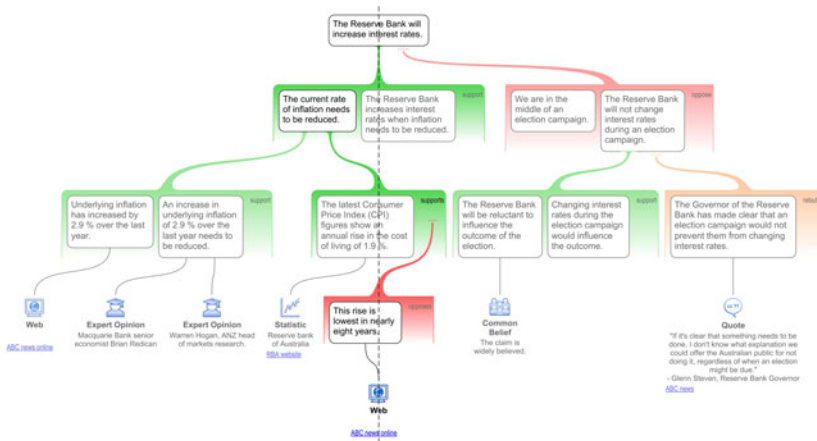 The Reserve Bank will
increase interest rates.
The current rate
of inflation needs
to be reduced.
The Reserve Bank
increases interest
rates when inflation
needs to be reduced.
support
We are in the
middle of an
election campaign.
The Reserve Bank
will not change
interest rates
during an election
campaign.
oppose
Underlying inflation
has increased by
2.9 % over the last
year.
An increase in
underlying inflation
of 2.9 % over the
last year needs to
be reduced.
support
The latest Consumer
Price Index (CPI)
figures show an
annual rise in the cost
of living of 1.9 %.
supports
The Reserve Bank
will be reluctant to
influence the
outcome of the
election.
Changing interest
rates during the
election campaign
would influence the
outcome.
support
The Governor of the Reserve
Bank has made clear that an
election campaign would not
prevent them from changing
interest rates.
Web
ABC news online
Expert Opinion
Macquarie Bank senior
economist Brian Redican
Expert Opinion
Warren Hogan, ANZ head
of markets research.
Statistic
Reserve bank
of Australia
RBA website
This rise is
lowest in nearly
eight years.
opposes
Web
ABC news online
Common
Belief
The claim is
widely believed.
Quote
"If it's clear that something needs to be
done, I don't know what explanation we
could offer the Australian public for not
doing it, regardless of when an election
might be due."
- Glenn Steven, Reserve Bank Governor
ABC news